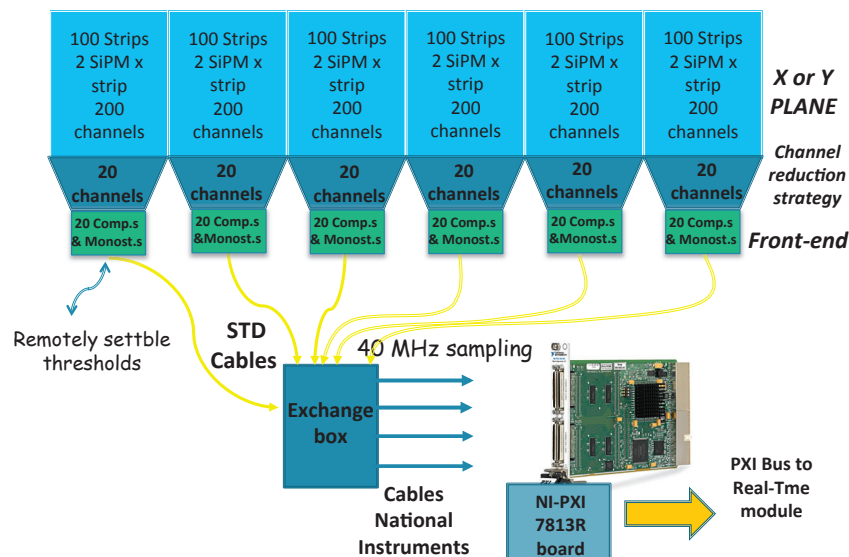 100 Strips
2 SiPM x
strip
200
channels
100 Strips
2 SiPM x
strip
200
channels
100 Strips
2 SiPM x
strip
200
channels
100 Strips
2 SiPM x
strip
200
channels
100 Strips
2 SiPM x
strip
200
channels
100 Strips
2 SiPM x
strip
200
channels
X or Y
PLANE
20
channels
20
channels
20
channels
20
channels
20
channels
20
channels
Channel
reduction
strategy
20 Comp.s
& Monost.s
20 Comp.s
&Monost.s
20 Comp.s
& Monost.s
20 Comp.s
& Monost.s
20 Comp.s
& Monost.s
20 Comp.s
& Monost.s
Front-end
Remotely settble
thresholds
STD
Cables
40 MHz sampling
Exchange
box
Cables
National
Instruments
NI-PXI
7813R
board
PXI Bus to
Real-Tme
module